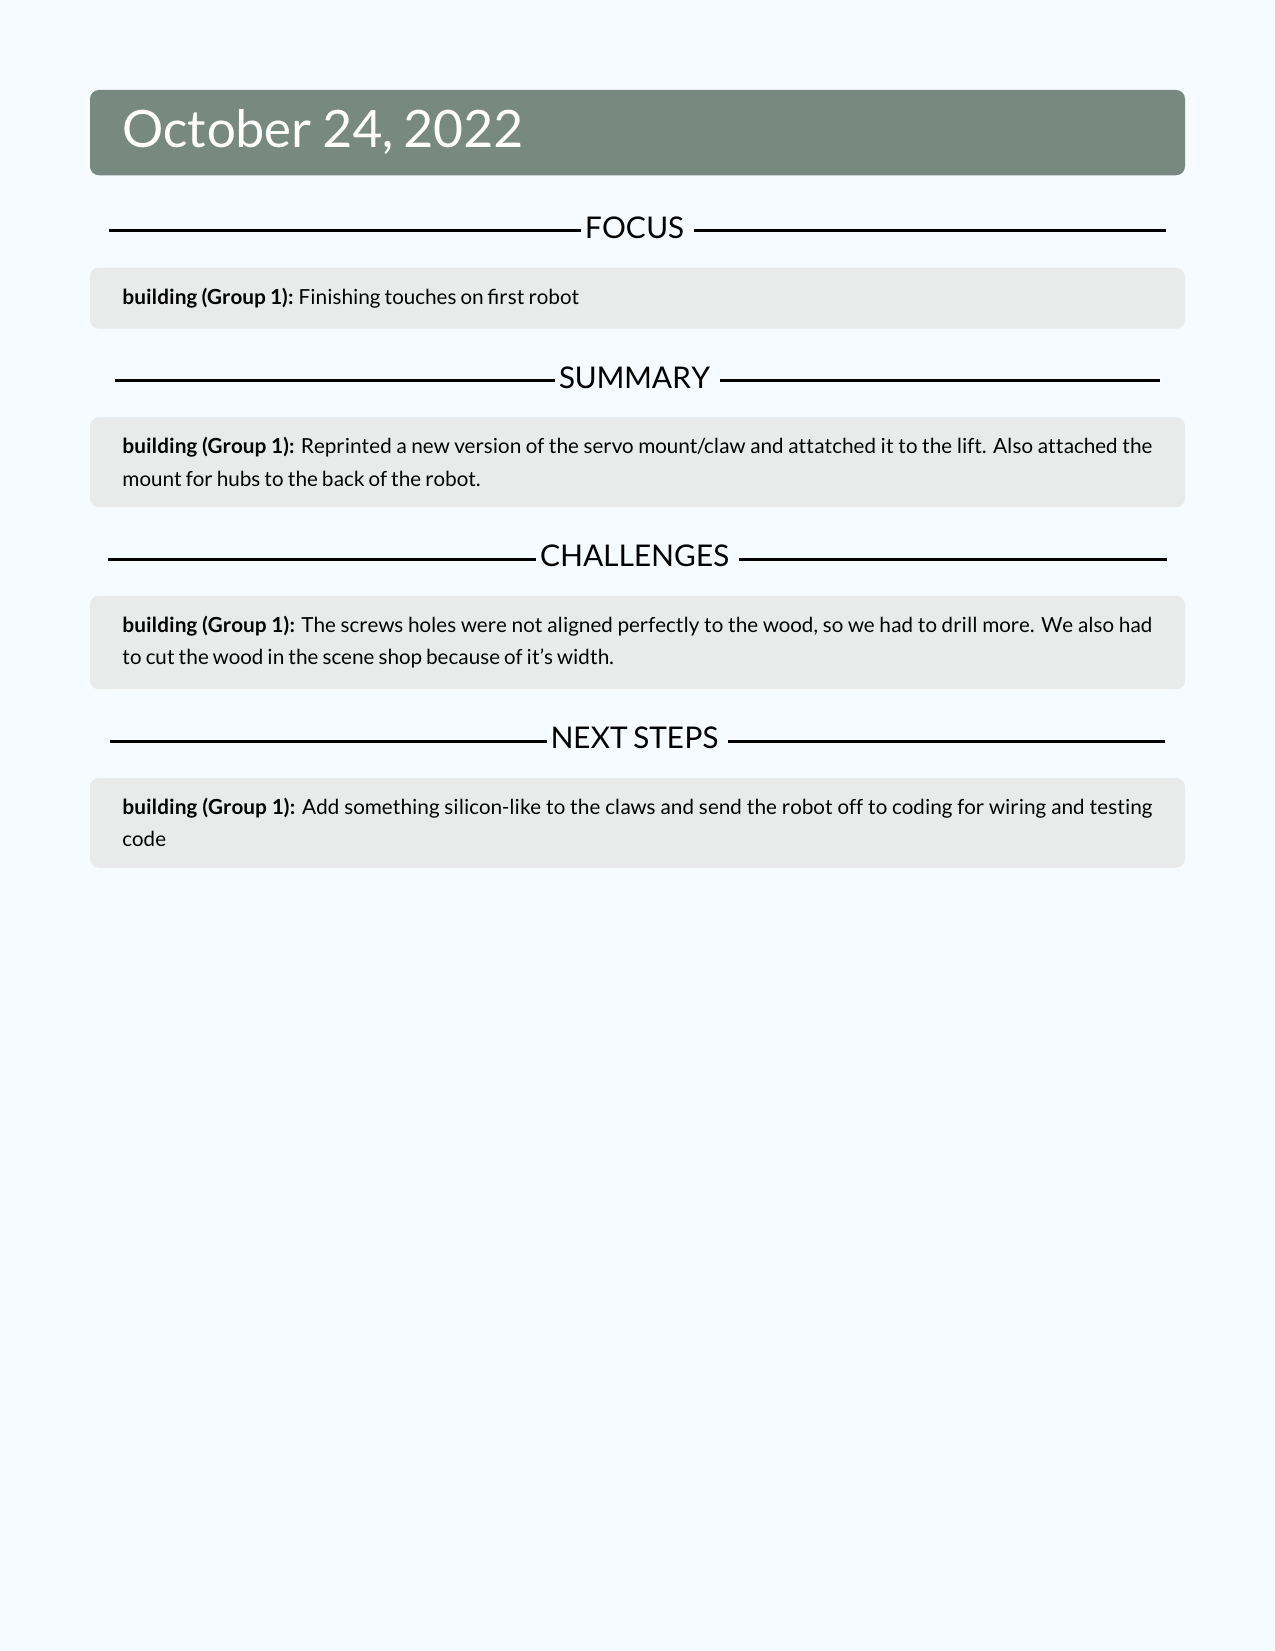 October 24, 2022
FOCUS
building (Group 1): Finishing touches on first robot
SUMMARY
building (Group 1): Reprinted a new version of the servo mount/claw and attatched it to the lift. Also attached the
mount for hubs to the back of the robot.
CHALLENGES
building (Group 1): The screws holes were not aligned perfectly to the wood, so we had to drill more. We also had
to cut the wood in the scene shop because of it’s width.
NEXT STEPS
building (Group 1): Add something silicon-like to the claws and send the robot off to coding for wiring and testing
code